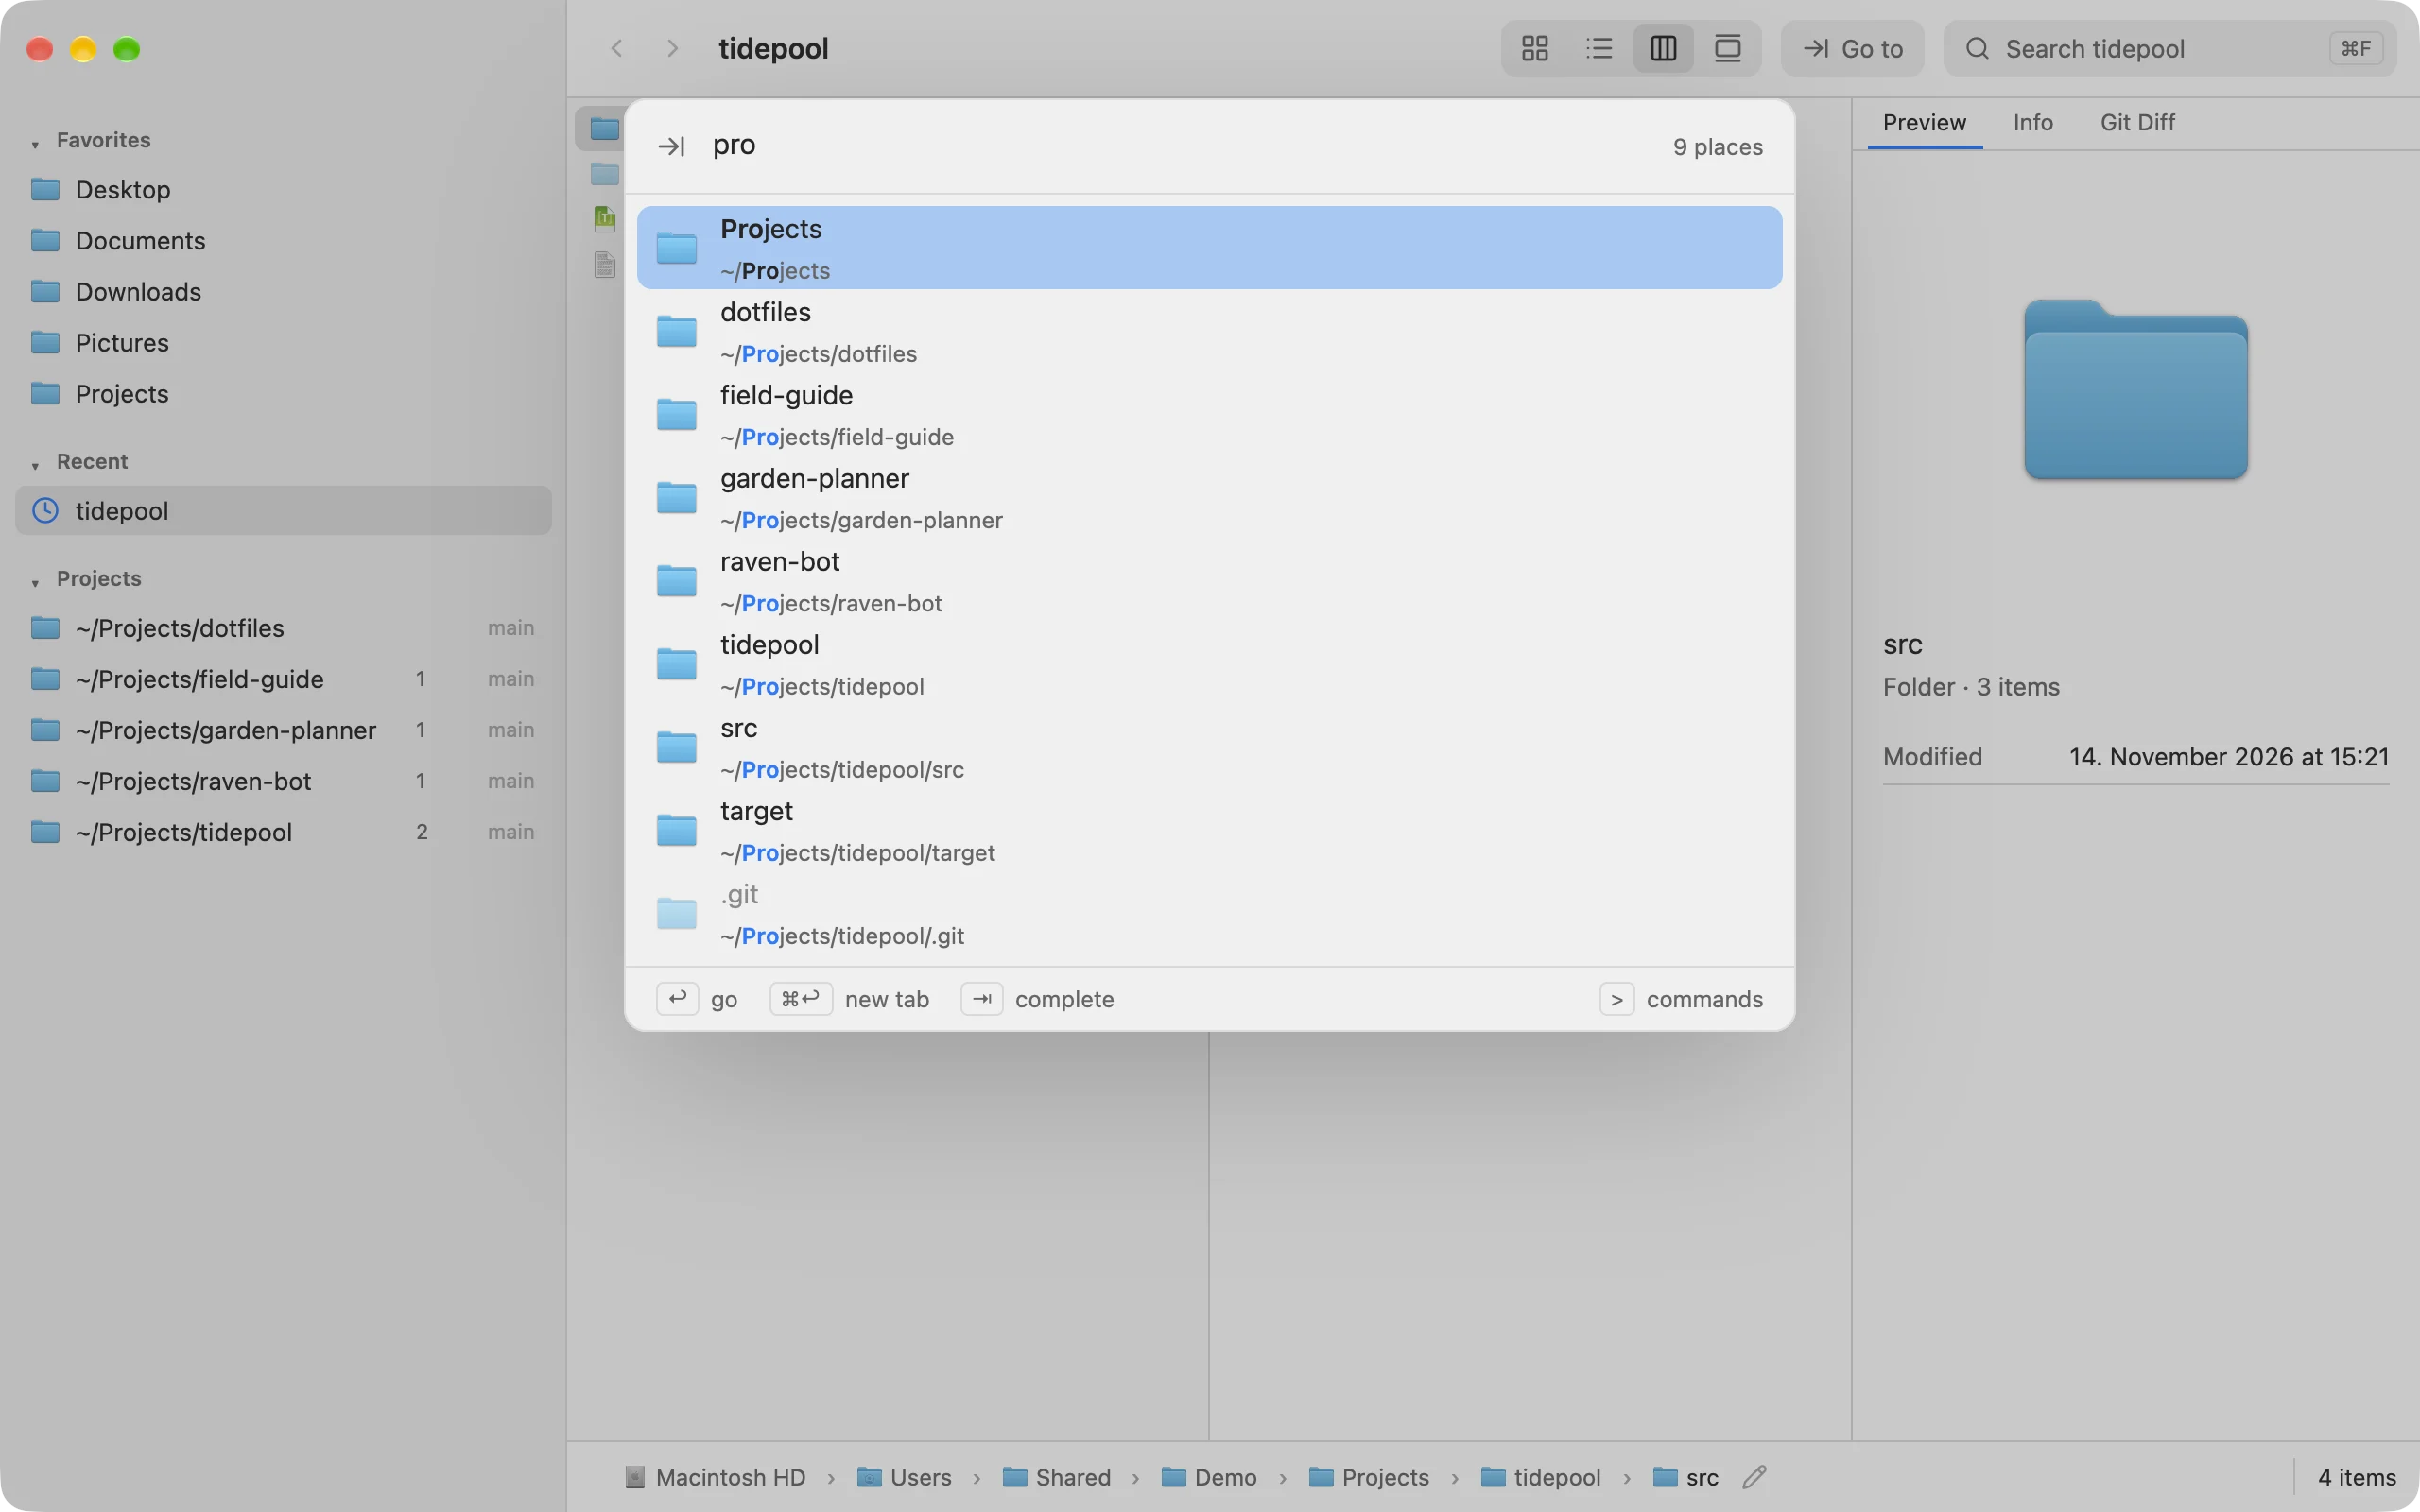 tidepool
Go to
Search tidepool
⌘F
Favorites
Desktop
Documents
Downloads
Pictures
Projects
Recent
tidepool
Projects
~/Projects/dotfiles main
~/Projects/field-guide 1 main
~/Projects/garden-planner 1 main
~/Projects/raven-bot 1 main
~/Projects/tidepool 2 main
pro
9 places
Projects
~/Projects
dotfiles
~/Projects/dotfiles
field-guide
~/Projects/field-guide
garden-planner
~/Projects/garden-planner
raven-bot
~/Projects/raven-bot
tidepool
~/Projects/tidepool
src
~/Projects/tidepool/src
target
~/Projects/tidepool/target
.git
~/Projects/tidepool/.git
↩ go ⌘↩ new tab ⇥ complete > commands
Preview Info Git Diff
src
Folder · 3 items
Modified 14. November 2026 at 15:21
Macintosh HD › Users › Shared › Demo › Projects › tidepool › src
4 items